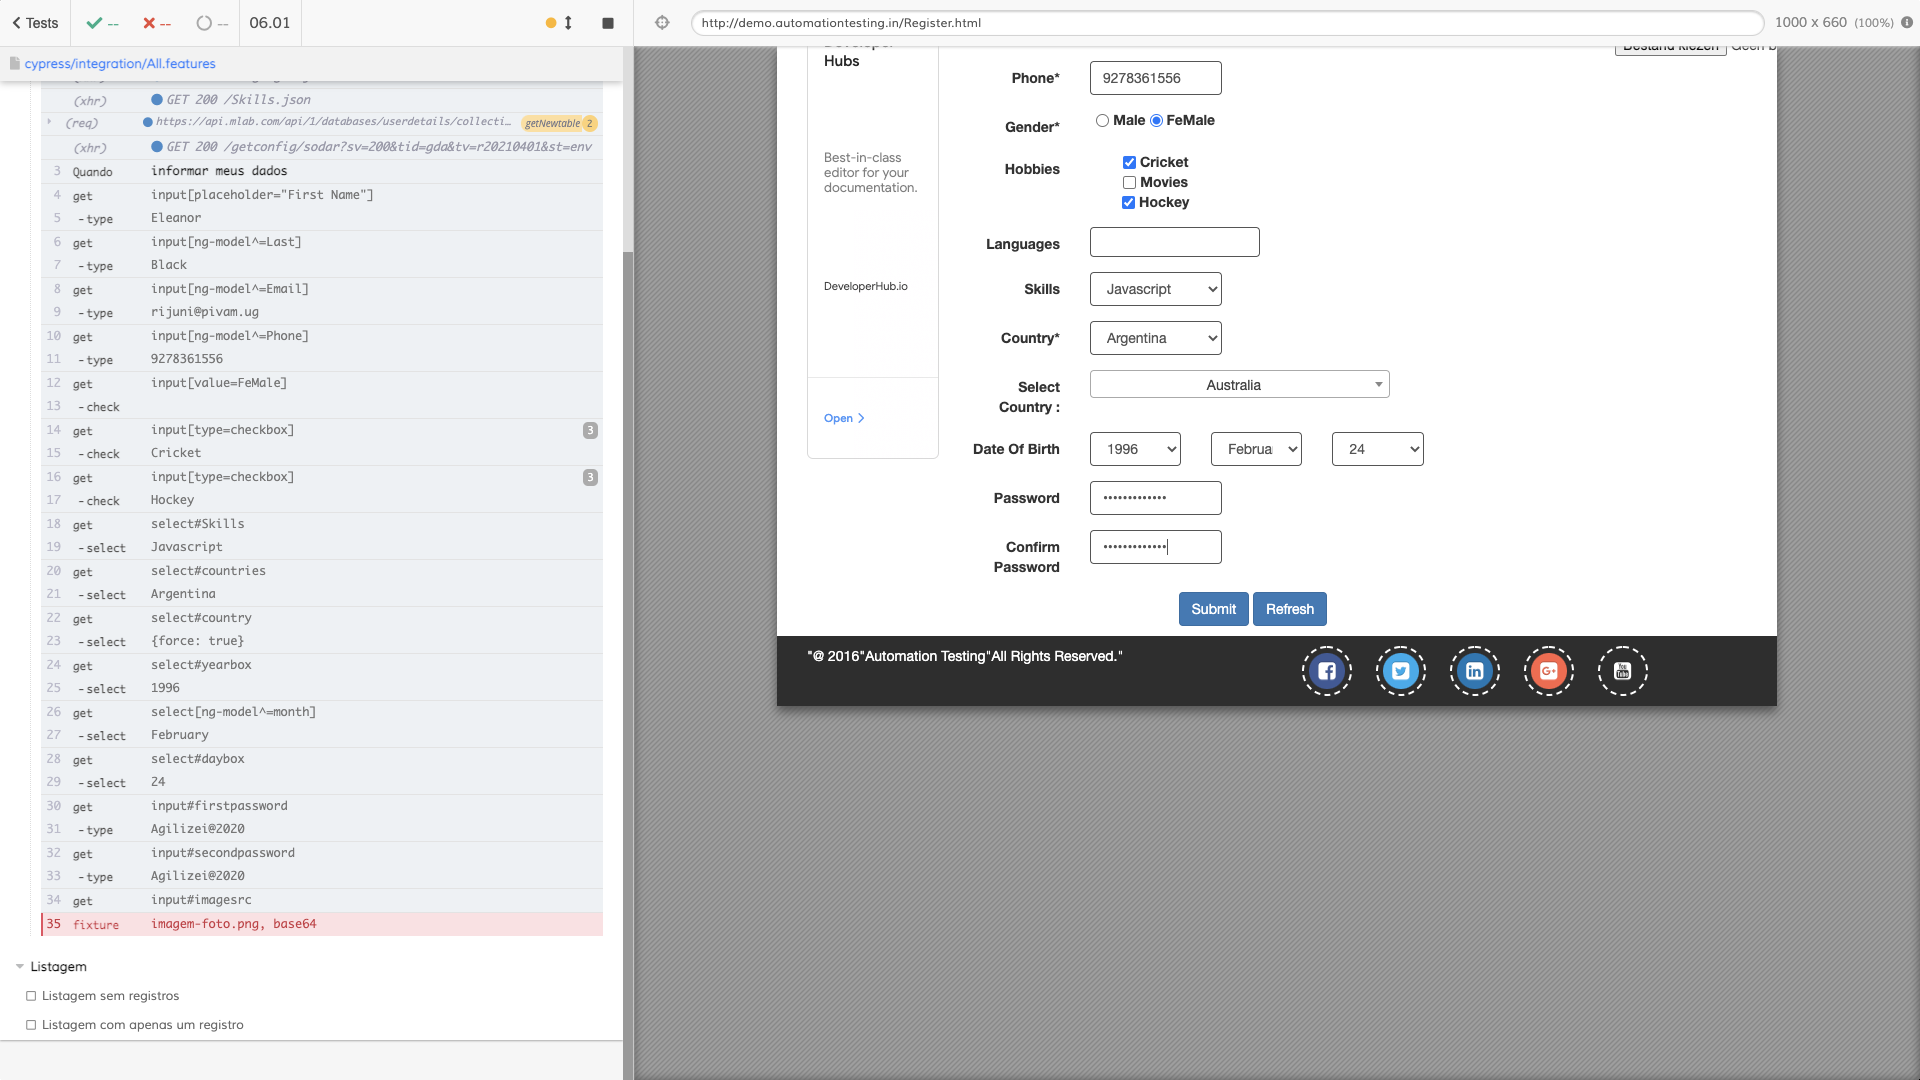 Tests
--
--
--
06.01
http://demo.automationtesting.in/Register.html
1000 x 660 (100%)
cypress/integration/All.features
(xhr) GET 200 /Skills.json
(req) https://api.mlab.com/api/1/databases/userdetails/collecti... getNewtable 2
(xhr) GET 200 /getconfig/sodar?sv=200&tid=gda&tv=r20210401&st=env
3 Quando informar meus dados
4 get input[placeholder="First Name"]
5 -type Eleanor
6 get input[ng-model^=Last]
7 -type Black
8 get input[ng-model^=Email]
9 -type rijuni@pivam.ug
10 get input[ng-model^=Phone]
11 -type 9278361556
12 get input[value=FeMale]
13 -check
14 get input[type=checkbox] 3
15 -check Cricket
16 get input[type=checkbox] 3
17 -check Hockey
18 get select#Skills
19 -select Javascript
20 get select#countries
21 -select Argentina
22 get select#country
23 -select {force: true}
24 get select#yearbox
25 -select 1996
26 get select[ng-model^=month]
27 -select February
28 get select#daybox
29 -select 24
30 get input#firstpassword
31 -type Agilizei@2020
32 get input#secondpassword
33 -type Agilizei@2020
34 get input#imagesrc
35 fixture imagem-foto.png, base64
Listagem
Listagem sem registros
Listagem com apenas um registro
Developer
Hubs
Best-in-class
editor for your
documentation.
DeveloperHub.io
Open
Bestand kiezen Geen b
Phone* 9278361556
Gender* Male FeMale
Hobbies Cricket
Movies
Hockey
Languages
Skills Javascript
Country* Argentina
Select
Country :
Australia
Date Of Birth 1996 Februa 24
Password •••••••••••••
Confirm
Password
•••••••••••••
Submit Refresh
"@ 2016"Automation Testing"All Rights Reserved."
You
Tube